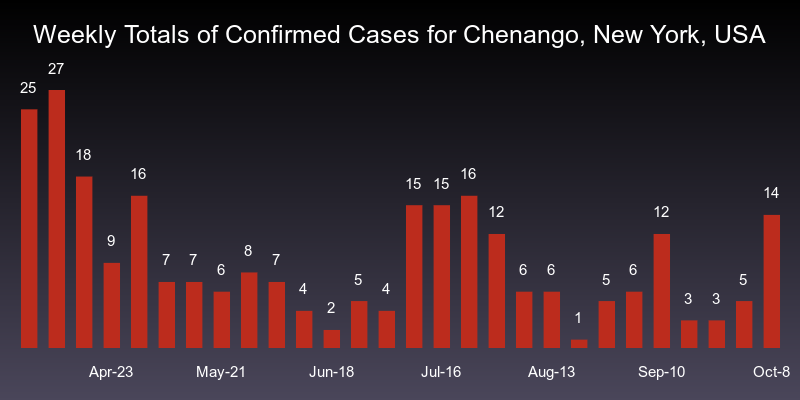 Weekly Totals of Confirmed Cases for Chenango, New York, USA
25 27 18 9 16 7 7 6 8 7 4 2 5 4 15 15 16 12 6 6 1 5 6 12 3 3 5 14
Apr-23 May-21 Jun-18 Jul-16 Aug-13 Sep-10 Oct-8